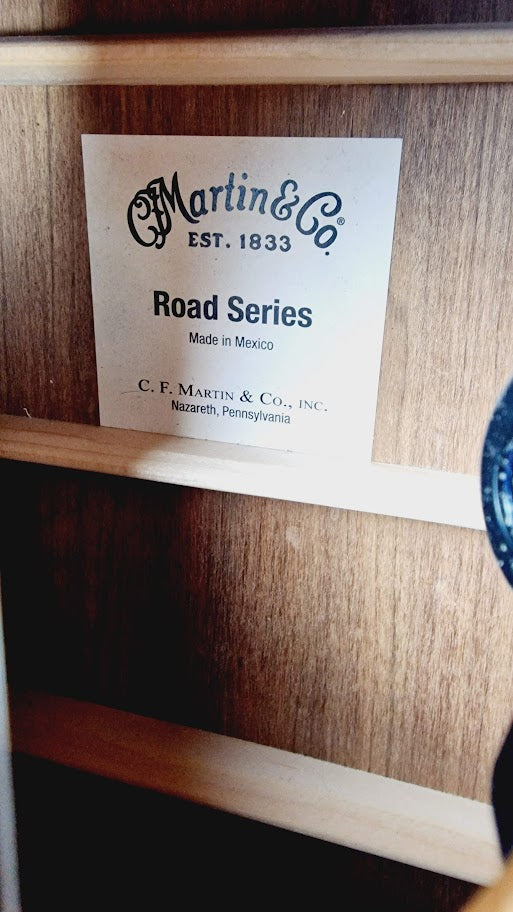 CFMartin & Co.®
EST. 1833
Road Series
Made in Mexico
C. F. MARTIN & CO., INC.
Nazareth, Pennsylvania